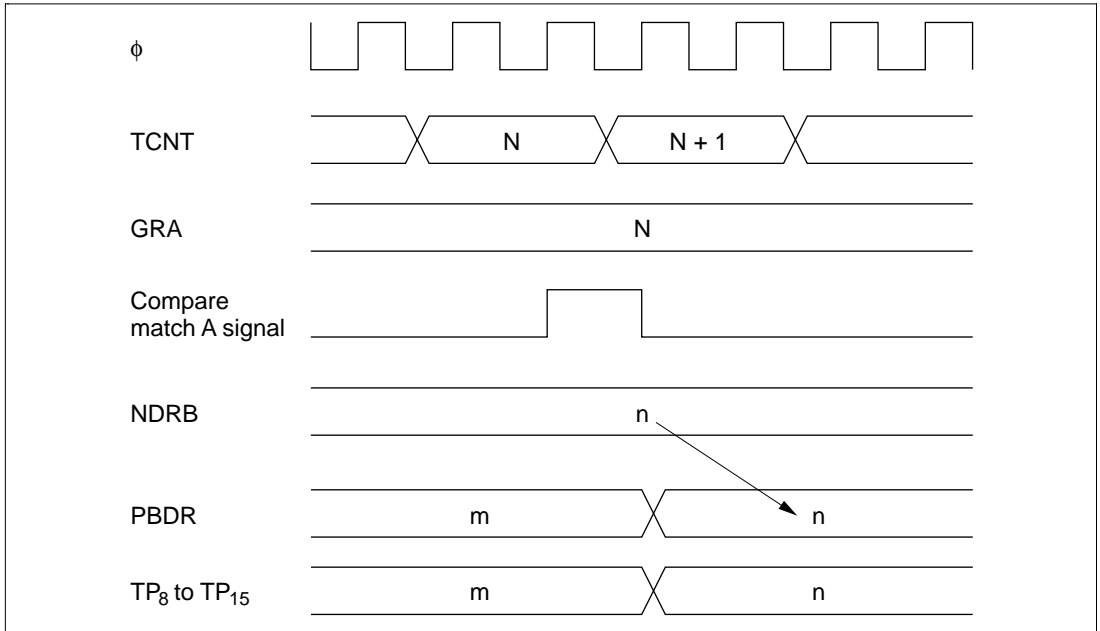 ϕ
TCNT N N + 1
GRA N
Compare
match A signal
NDRB n
PBDR m n
TP8 to TP15 m n